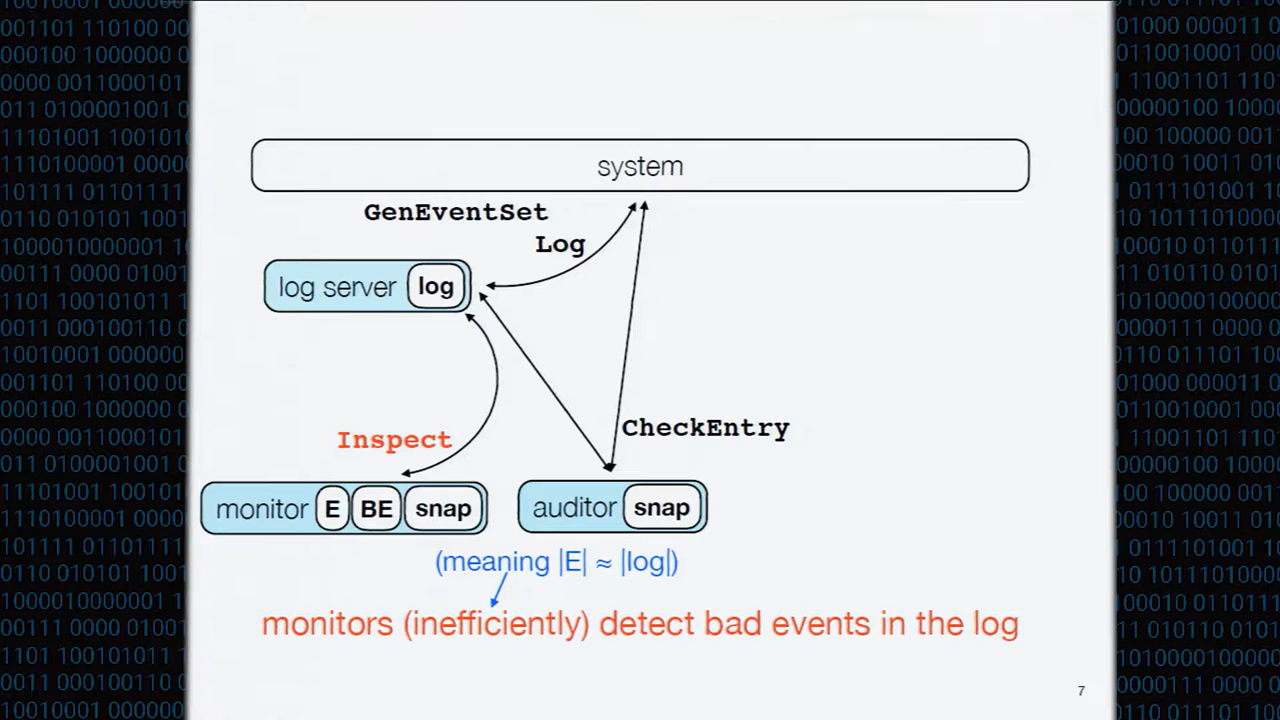 system
GenEventSet
Log
log server log
Inspect
CheckEntry
monitor E BE snap
auditor snap
(meaning |E| ≈ |log|)
monitors (inefficiently) detect bad events in the log
7